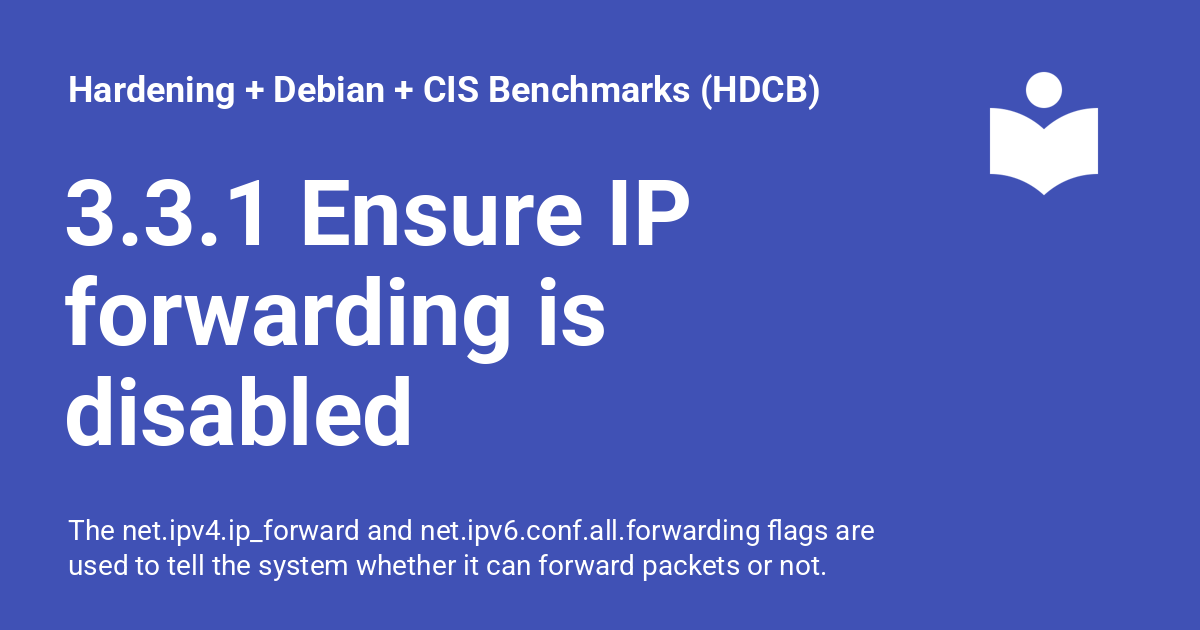 Hardening + Debian + CIS Benchmarks (HDCB)
3.3.1 Ensure IP
forwarding is
disabled
The net.ipv4.ip_forward and net.ipv6.conf.all.forwarding flags are
used to tell the system whether it can forward packets or not.